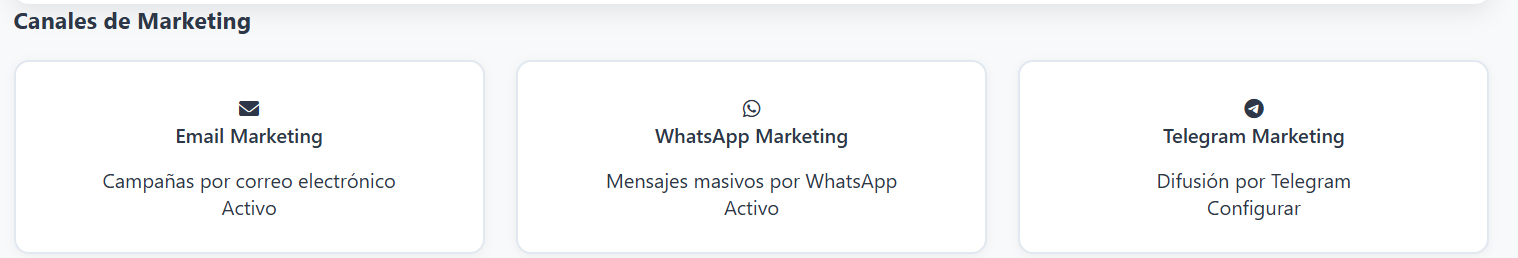 Canales de Marketing
Email Marketing
Campañas por correo electrónico
Activo
WhatsApp Marketing
Mensajes masivos por WhatsApp
Activo
Telegram Marketing
Difusión por Telegram
Configurar